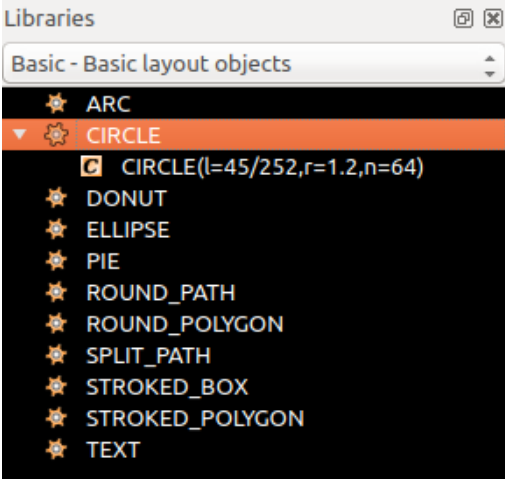 Libraries
Basic - Basic layout objects
ARC
CIRCLE
C CIRCLE(l=45/252,r=1.2,n=64)
DONUT
ELLIPSE
PIE
ROUND_PATH
ROUND_POLYGON
SPLIT_PATH
STROKED_BOX
STROKED_POLYGON
TEXT